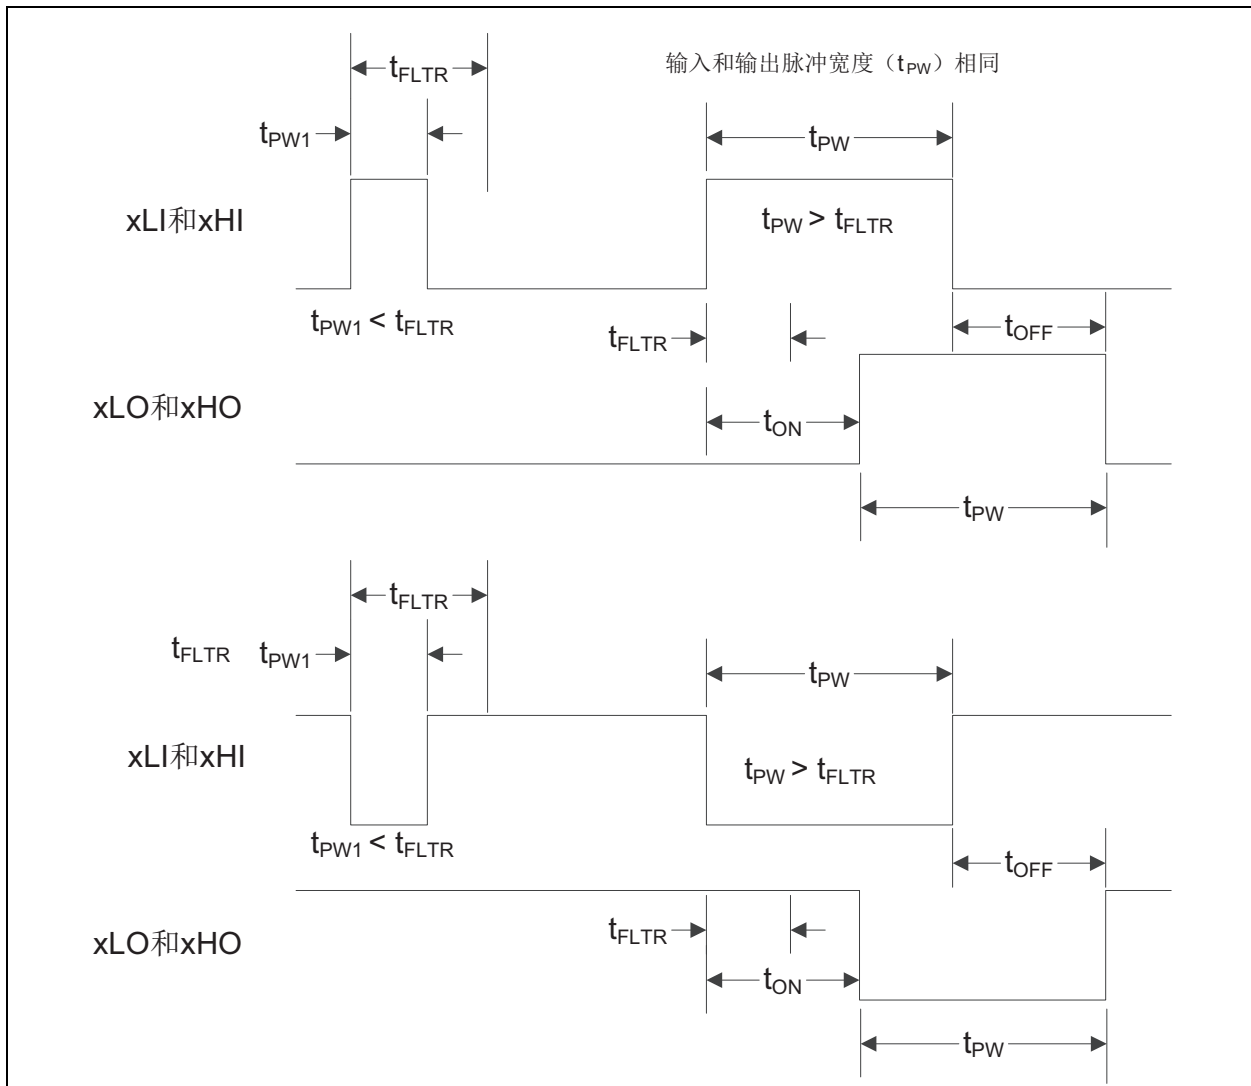 tFLTR
输入和输出脉冲宽度（tPW）相同
tPW1
tPW
xLI和xHI
tPW > tFLTR
tPW1 < tFLTR
tFLTR
tOFF
xLO和xHO
tON
tPW
tFLTR
tFLTR
tPW1
tPW
xLI和xHI
tPW > tFLTR
tPW1 < tFLTR
tOFF
xLO和xHO
tFLTR
tON
tPW